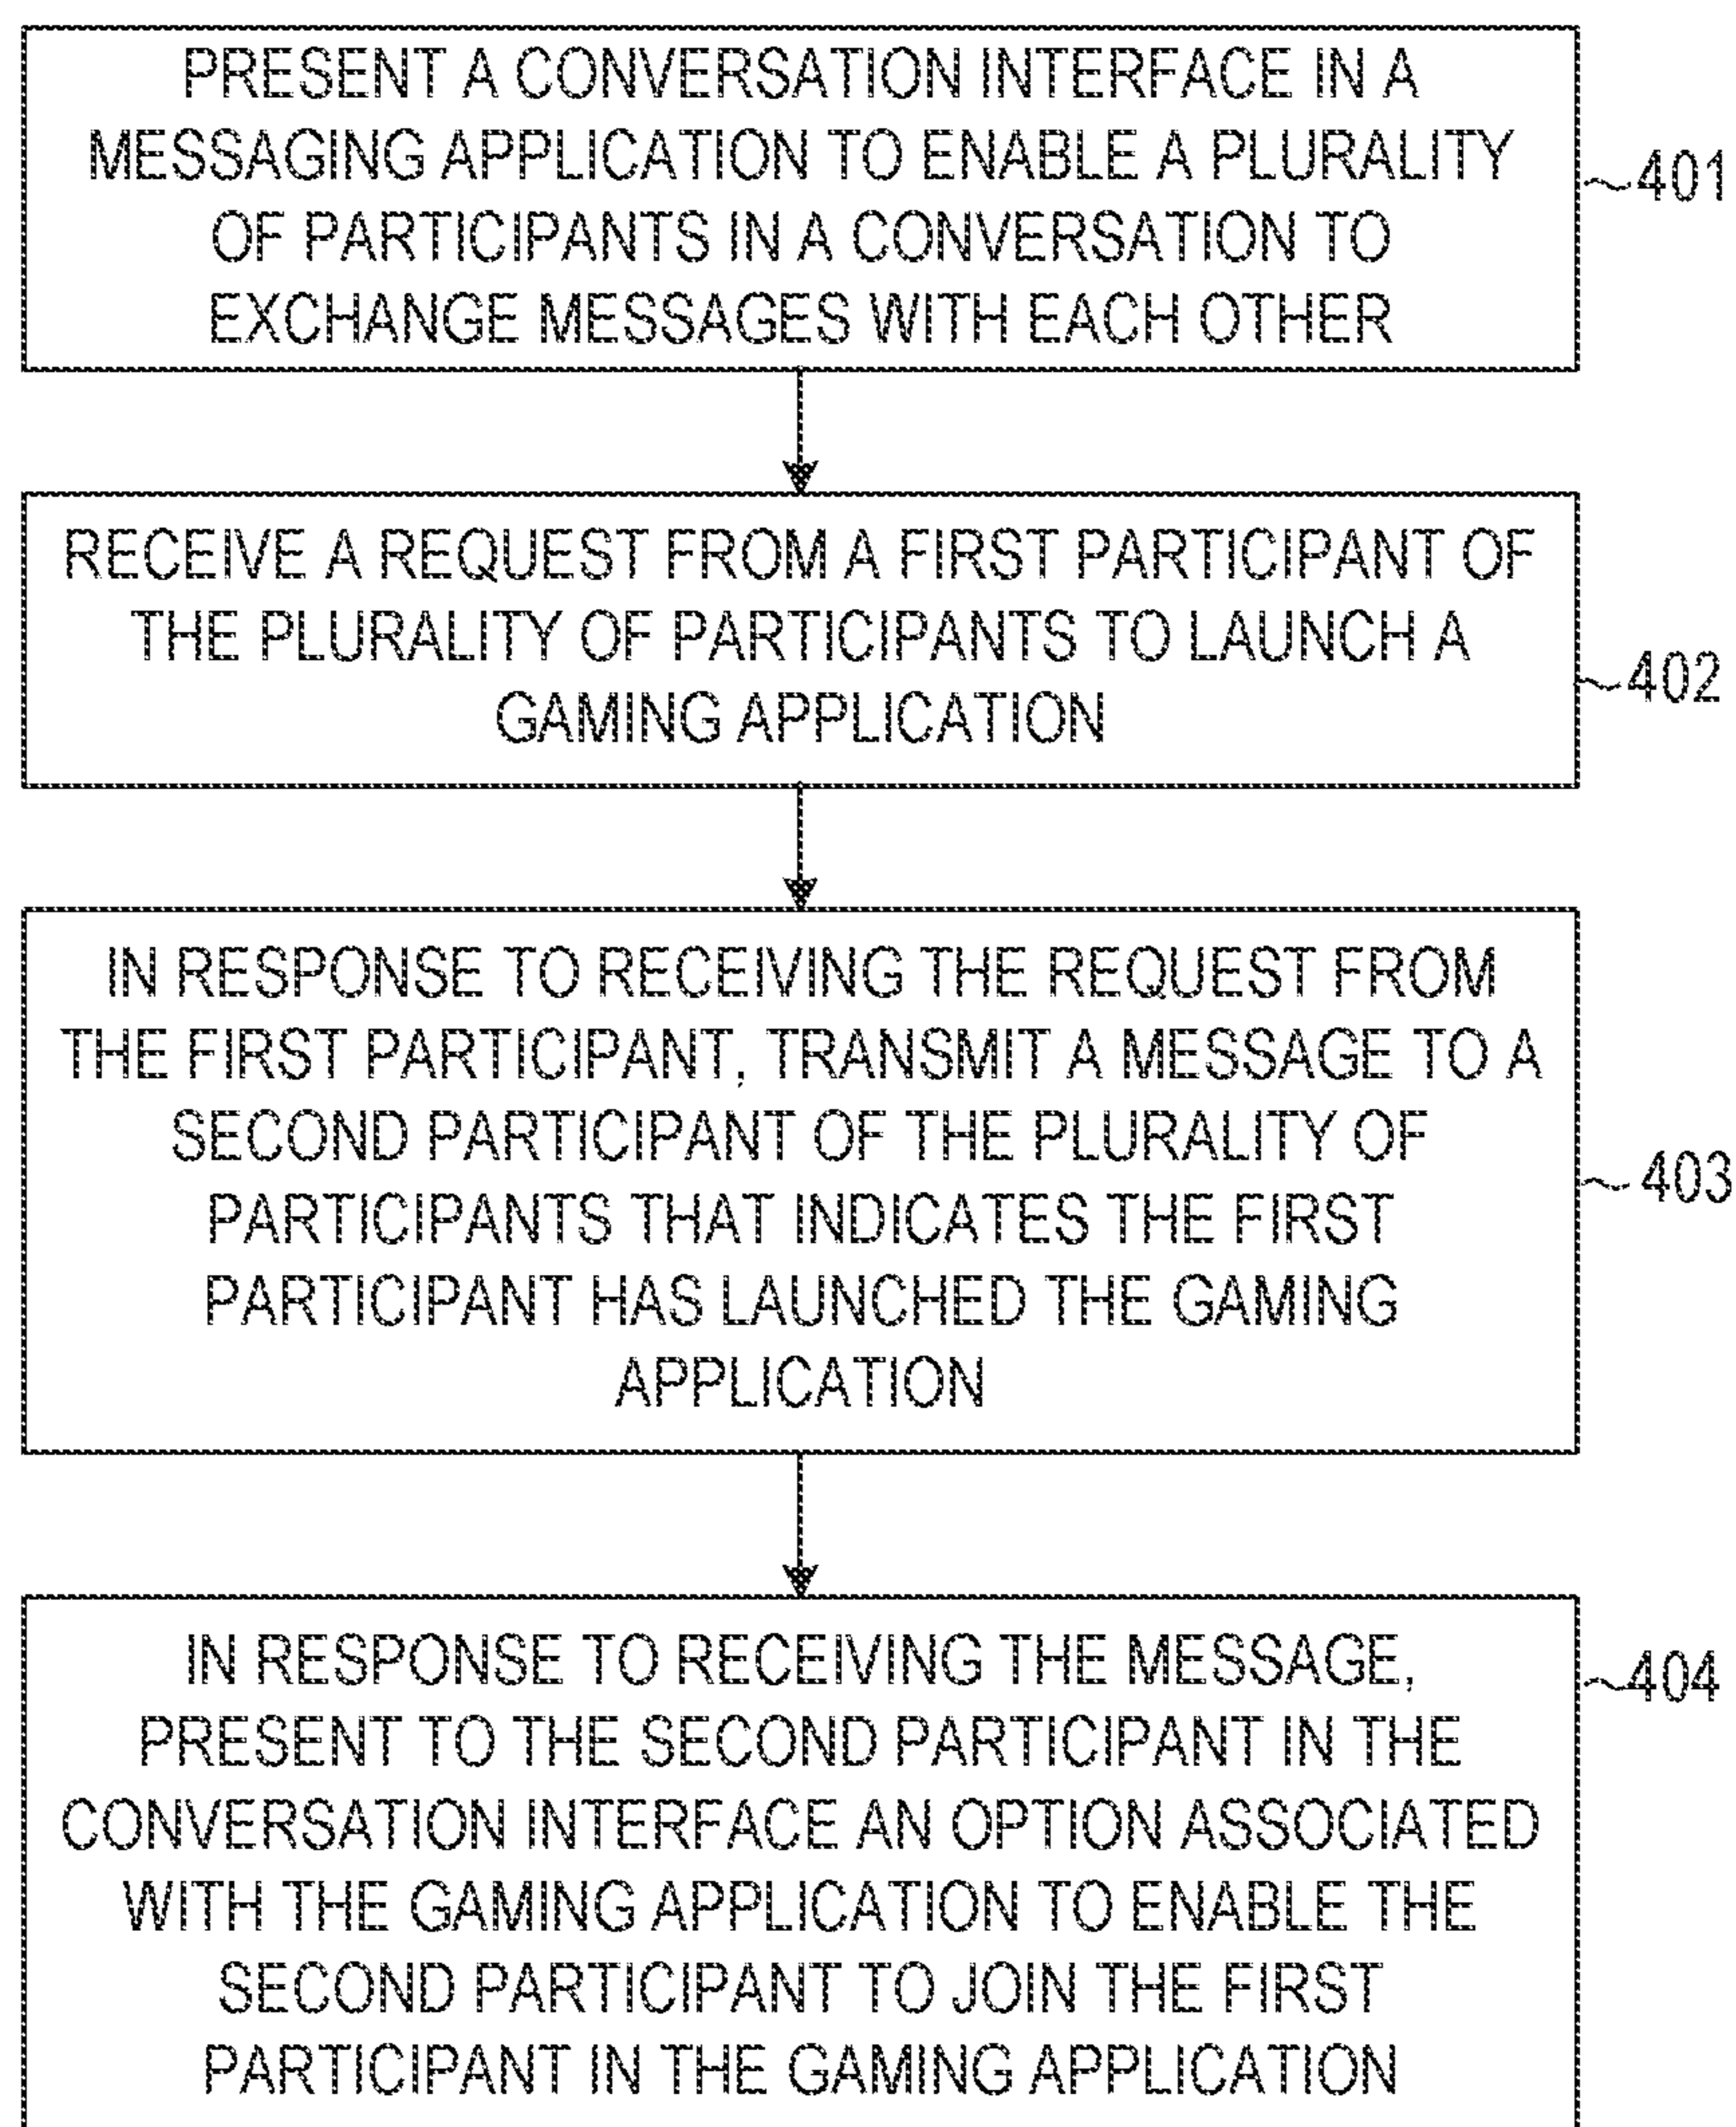 PRESENT A CONVERSATION INTERFACE IN A
MESSAGING APPLICATION TO ENABLE A PLURALITY
OF PARTICIPANTS IN A CONVERSATION TO
EXCHANGE MESSAGES WITH EACH OTHER
401
RECEIVE A REQUEST FROM A FIRST PARTICIPANT OF
THE PLURALITY OF PARTICIPANTS TO LAUNCH A
GAMING APPLICATION
402
IN RESPONSE TO RECEIVING THE REQUEST FROM
THE FIRST PARTICIPANT, TRANSMIT A MESSAGE TO A
SECOND PARTICIPANT OF THE PLURALITY OF
PARTICIPANTS THAT INDICATES THE FIRST
PARTICIPANT HAS LAUNCHED THE GAMING
APPLICATION
403
IN RESPONSE TO RECEIVING THE MESSAGE,
PRESENT TO THE SECOND PARTICIPANT IN THE
CONVERSATION INTERFACE AN OPTION ASSOCIATED
WITH THE GAMING APPLICATION TO ENABLE THE
SECOND PARTICIPANT TO JOIN THE FIRST
PARTICIPANT IN THE GAMING APPLICATION
404